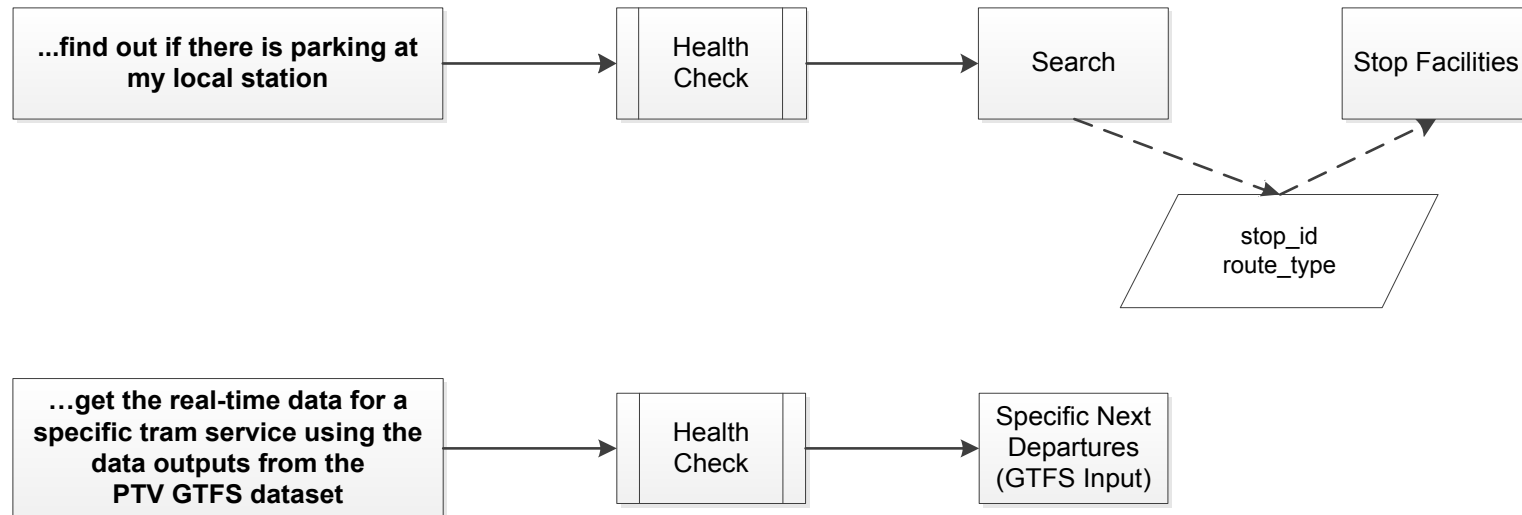 ...find out if there is parking at
my local station
Health
Check
Search
Stop Facilities
stop_id
route_type
…get the real-time data for a
specific tram service using the
data outputs from the
PTV GTFS dataset
Health
Check
Specific Next
Departures
(GTFS Input)